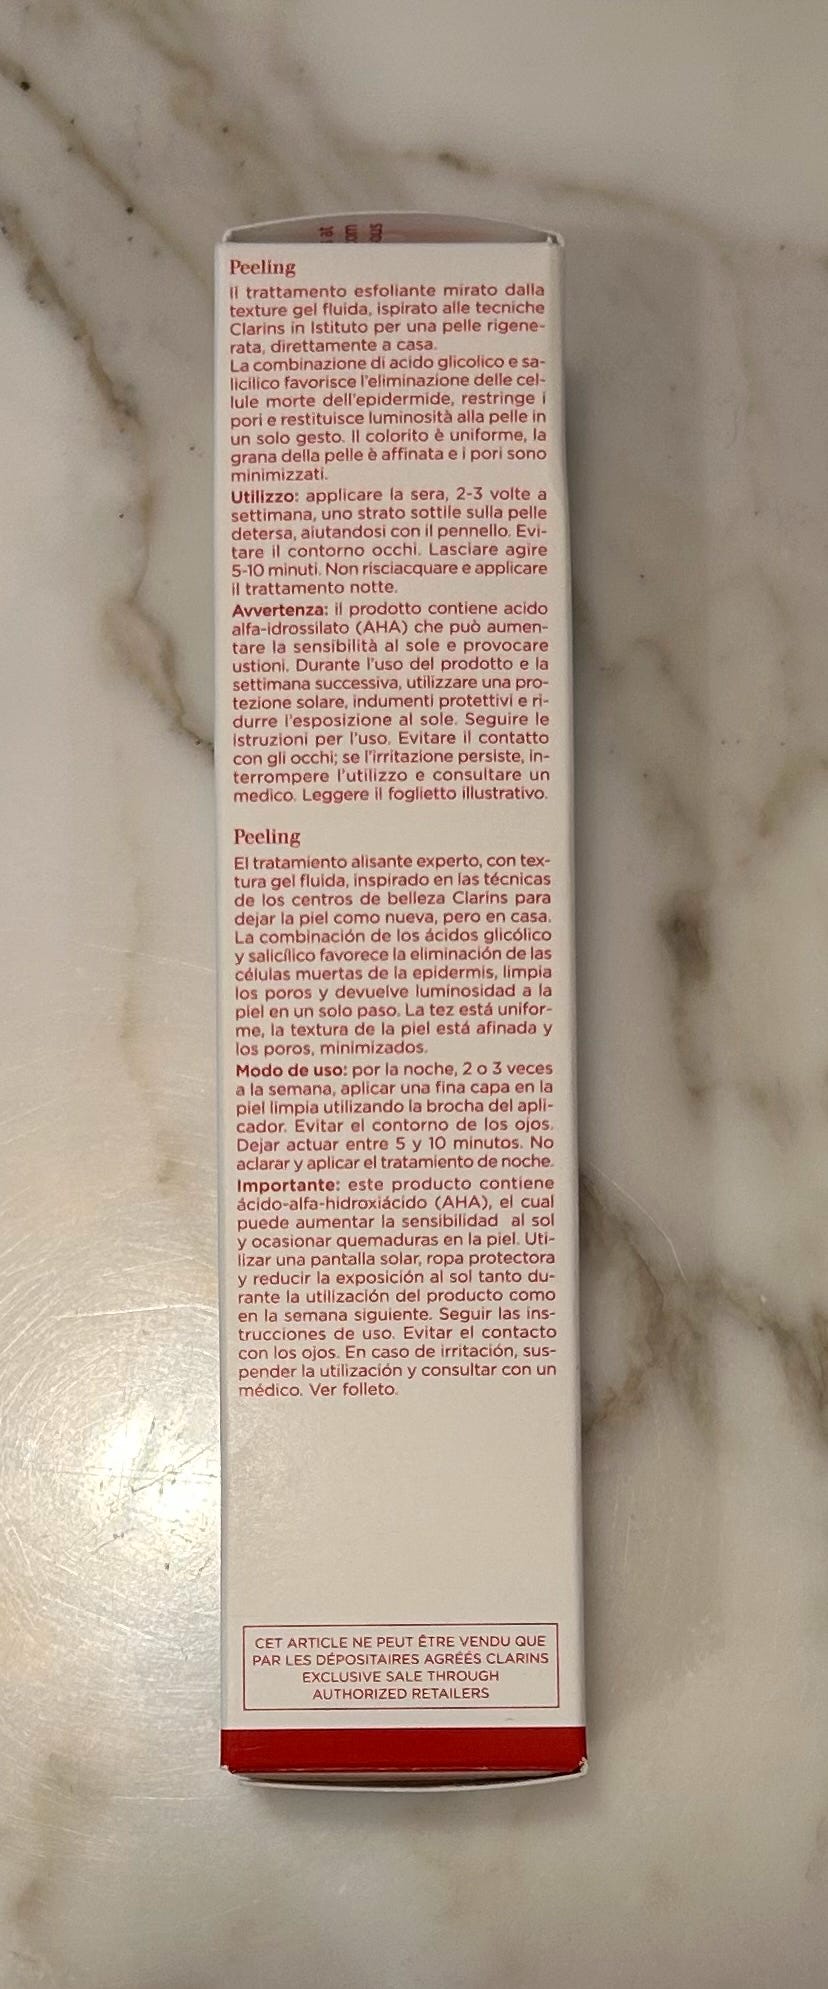 at
om
ous
Peeling
Il trattamento esfoliante mirato dalla
texture gel fluida, ispirato alle tecniche
Clarins in Istituto per una pelle rigene-
rata, direttamente a casa.
La combinazione di acido glicolico e sa-
licilico favorisce l'eliminazione delle cel-
lule morte dell'epidermide, restringe i
pori e restituisce luminosità alla pelle in
un solo gesto. Il colorito è uniforme, la
grana della pelle è affinata e i pori sono
minimizzati.
Utilizzo: applicare la sera, 2-3 volte a
settimana, uno strato sottile sulla pelle
detersa, aiutandosi con il pennello. Evi-
tare il contorno occhi. Lasciare agire
5-10 minuti. Non risciacquare e applicare
il trattamento notte.
Avvertenza: il prodotto contiene acido
alfa-idrossilato (AHA) che può aumen-
tare la sensibilità al sole e provocare
ustioni. Durante l'uso del prodotto e la
settimana successiva, utilizzare una pro-
tezione solare, indumenti protettivi e ri-
durre l'esposizione al sole. Seguire le
istruzioni per l'uso. Evitare il contatto
con gli occhi; se l'irritazione persiste, in-
terrompere l'utilizzo e consultare un
medico. Leggere il foglietto illustrativo.
Peeling
El tratamiento alisante experto, con tex-
tura gel fluida, inspirado en las técnicas
de los centros de belleza Clarins para
dejar la piel como nueva, pero en casa.
La combinación de los ácidos glicólico
y salicílico favorece la eliminación de las
células muertas de la epidermis, limpia
los poros y devuelve luminosidad a la
piel en un solo paso. La tez está unifor-
me, la textura de la piel está afinada y
los poros, minimizados.
Modo de uso: por la noche, 2 o 3 veces
a la semana, aplicar una fina capa en la
piel limpia utilizando la brocha del apli-
cador. Evitar el contorno de los ojos.
Dejar actuar entre 5 y 10 minutos. No
aclarar y aplicar el tratamiento de noche.
Importante: este producto contiene
ácido-alfa-hidroxiácido (AHA), el cual
puede aumentar la sensibilidad al sol
y ocasionar quemaduras en la piel. Uti-
lizar una pantalla solar, ropa protectora
y reducir la exposición al sol tanto du-
rante la utilización del producto como
en la semana siguiente. Seguir las ins-
trucciones de uso. Evitar el contacto
con los ojos. En caso de irritación, sus-
pender la utilización y consultar con un
médico. Ver folleto.
CET ARTICLE NE PEUT ÊTRE VENDU QUE
PAR LES DÉPOSITAIRES AGRÉÉS CLARINS
EXCLUSIVE SALE THROUGH
AUTHORIZED RETAILERS